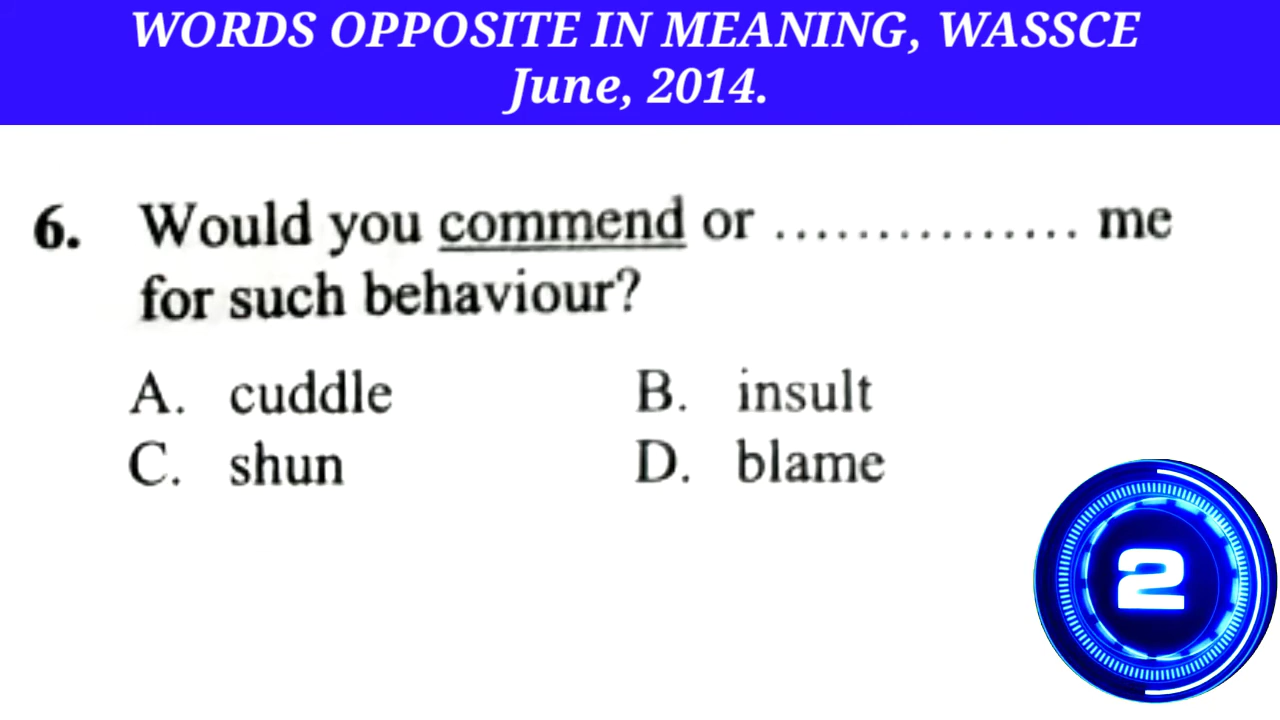 WORDS OPPOSITE IN MEANING, WASSCE
June, 2014.
6. Would you commend or ............... me
for such behaviour?
A. cuddle B. insult
C. shun D. blame
2